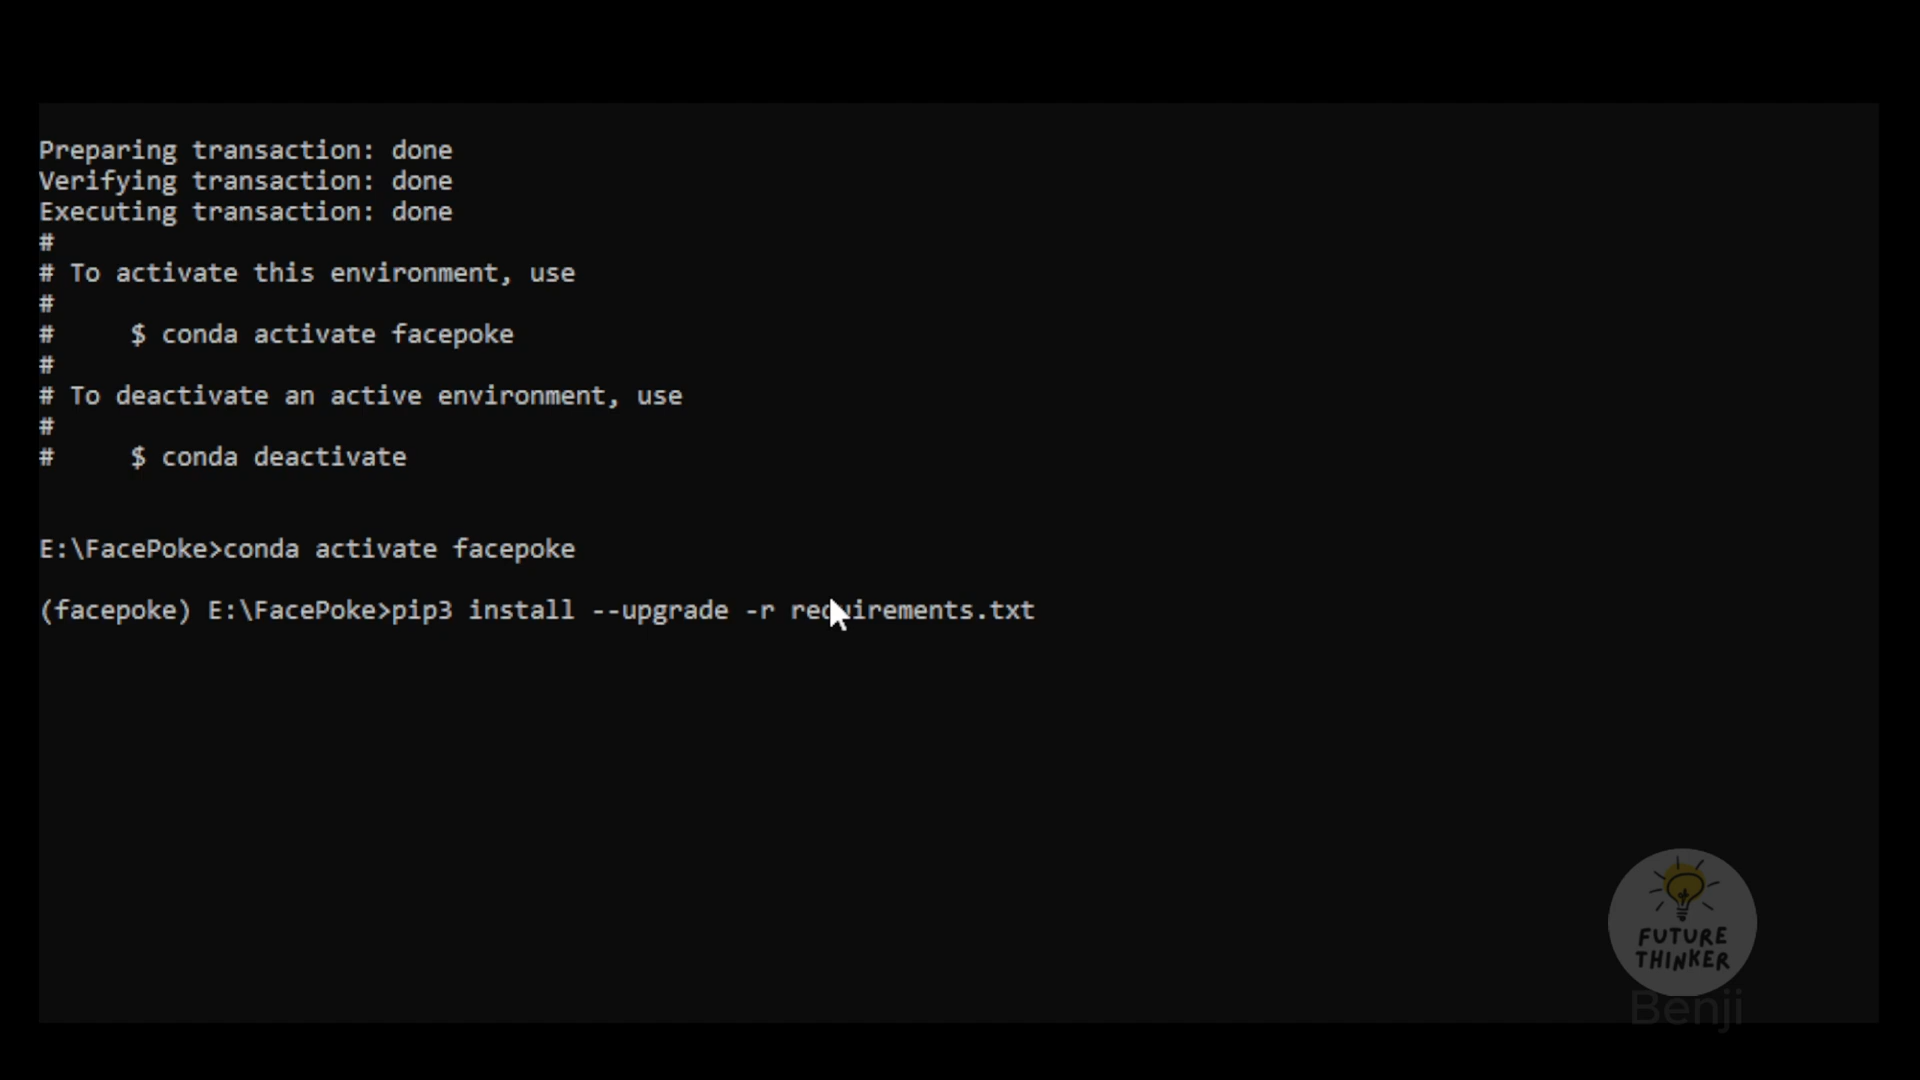 Preparing transaction: done
Verifying transaction: done
Executing transaction: done
#
# To activate this environment, use
#
#     $ conda activate facepoke
#
# To deactivate an active environment, use
#
#     $ conda deactivate
E:\FacePoke>conda activate facepoke
(facepoke) E:\FacePoke>pip3 install --upgrade -r requirements.txt
FUTURE
THINKER
Benji